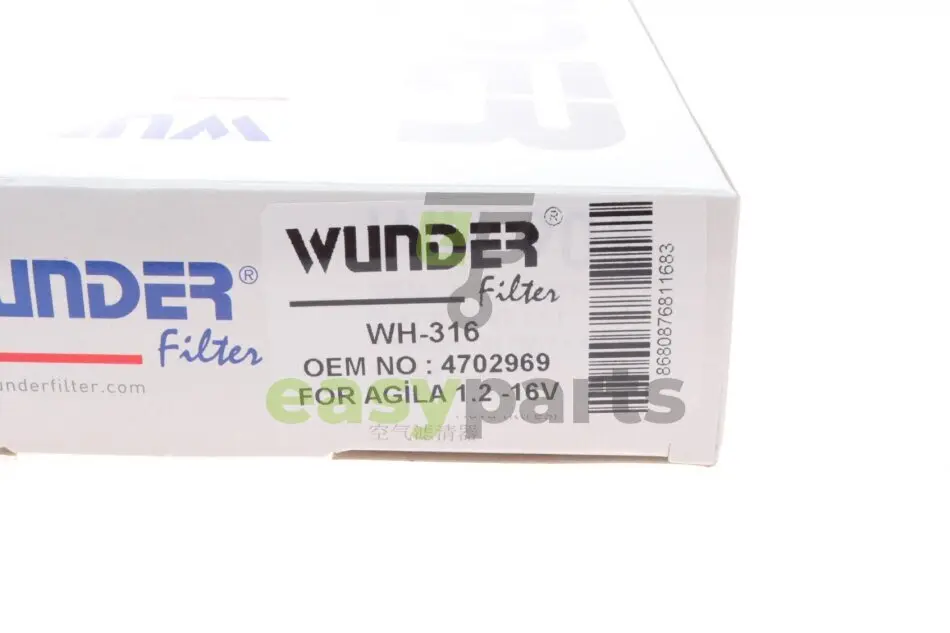 WUNDER®
Filter
WH-316
OEM NO : 4702969
FOR AGİLA 1.2 -16V
空气滤清器
8680876811683
UNDER®
Filter
underfilter.com
easyparts